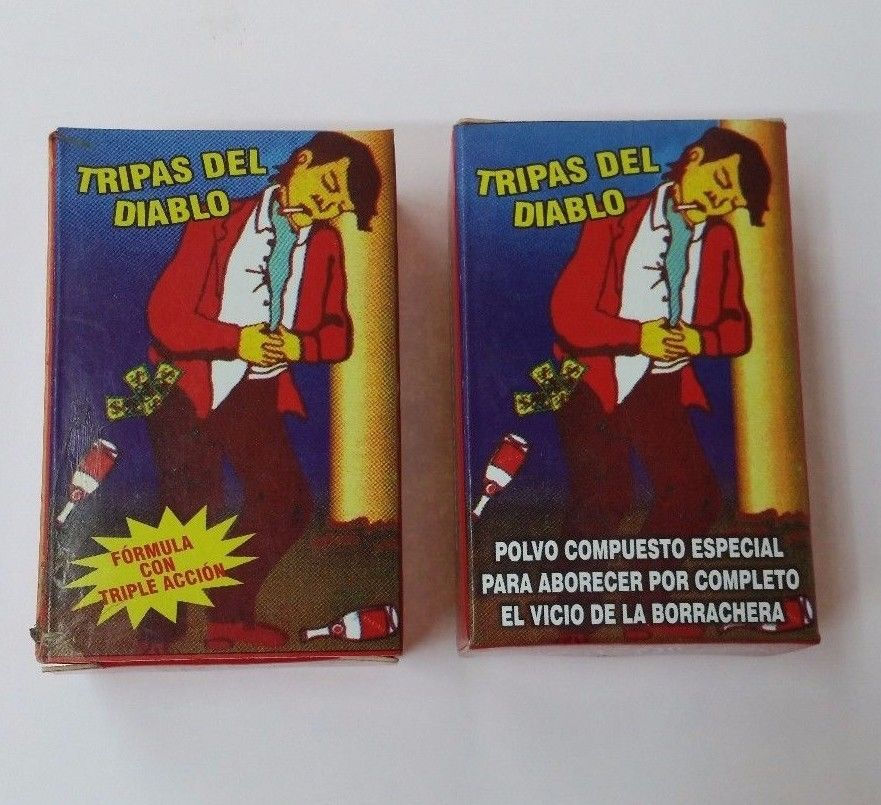 TRIPAS DEL
DIABLO
FÓRMULA
CON
TRIPLE ACCIÓN
TRIPAS DEL
DIABLO
POLVO COMPUESTO ESPECIAL
PARA ABORECER POR COMPLETO
EL VICIO DE LA BORRACHERA